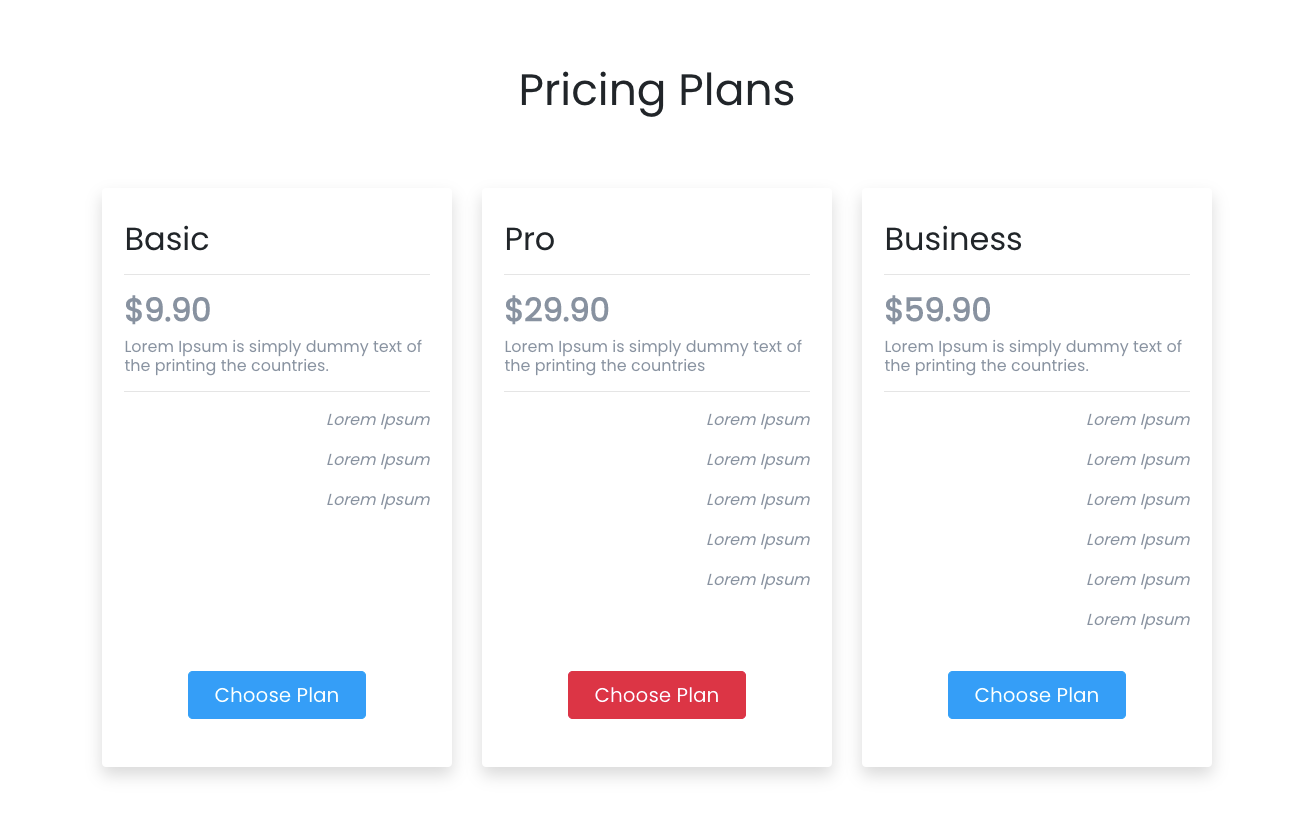 Pricing Plans
Basic
$9.90
Lorem Ipsum is simply dummy text of
the printing the countries.
Lorem Ipsum
Lorem Ipsum
Lorem Ipsum
Choose Plan
Pro
$29.90
Lorem Ipsum is simply dummy text of
the printing the countries
Lorem Ipsum
Lorem Ipsum
Lorem Ipsum
Lorem Ipsum
Lorem Ipsum
Choose Plan
Business
$59.90
Lorem Ipsum is simply dummy text of
the printing the countries.
Lorem Ipsum
Lorem Ipsum
Lorem Ipsum
Lorem Ipsum
Lorem Ipsum
Lorem Ipsum
Choose Plan